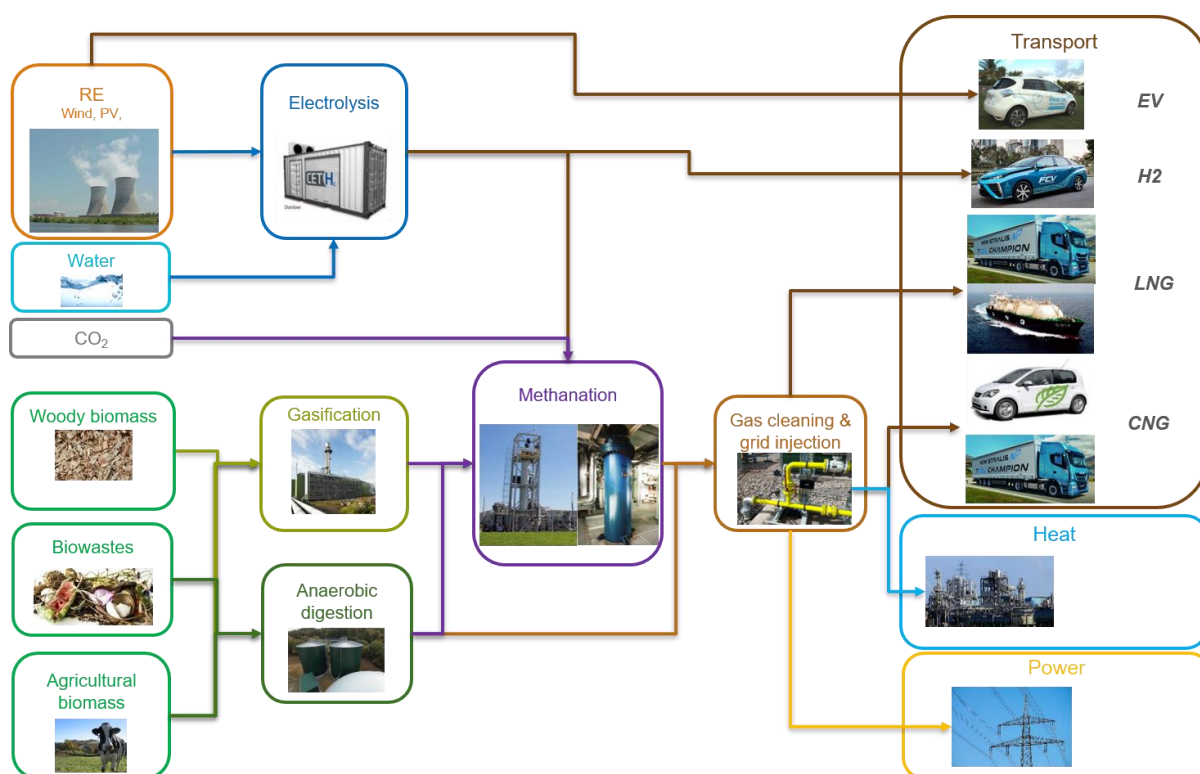 Transport
RE
Wind, PV,
Electrolysis
CETH2
Outdoor
EV
FCV
H2
Water
CO₂
CHAMPION
LNG
Woody biomass
Gasification
Methanation
Gas cleaning &
grid injection
CNG
CHAMPION
Biowastes
Anaerobic
digestion
Heat
Agricultural
biomass
Power